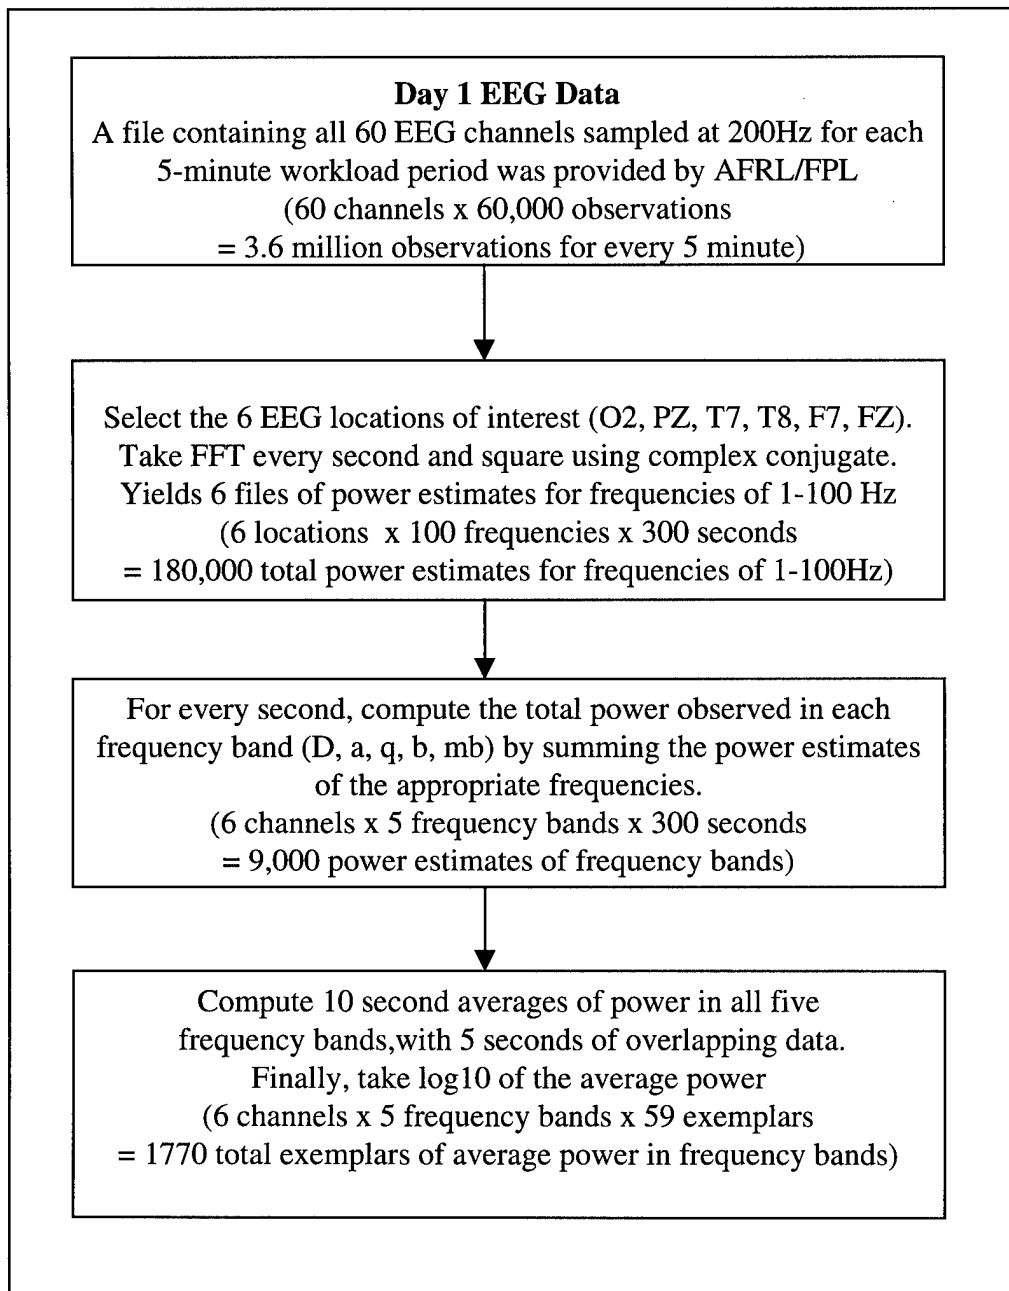 Day 1 EEG Data
A file containing all 60 EEG channels sampled at 200Hz for each
5-minute workload period was provided by AFRL/FPL
(60 channels x 60,000 observations
= 3.6 million observations for every 5 minute)
Select the 6 EEG locations of interest (O2, PZ, T7, T8, F7, FZ).
Take FFT every second and square using complex conjugate.
Yields 6 files of power estimates for frequencies of 1-100 Hz
(6 locations x 100 frequencies x 300 seconds
= 180,000 total power estimates for frequencies of 1-100Hz)
For every second, compute the total power observed in each
frequency band (D, a, q, b, mb) by summing the power estimates
of the appropriate frequencies.
(6 channels x 5 frequency bands x 300 seconds
= 9,000 power estimates of frequency bands)
Compute 10 second averages of power in all five
frequency bands,with 5 seconds of overlapping data.
Finally, take log10 of the average power
(6 channels x 5 frequency bands x 59 exemplars
= 1770 total exemplars of average power in frequency bands)